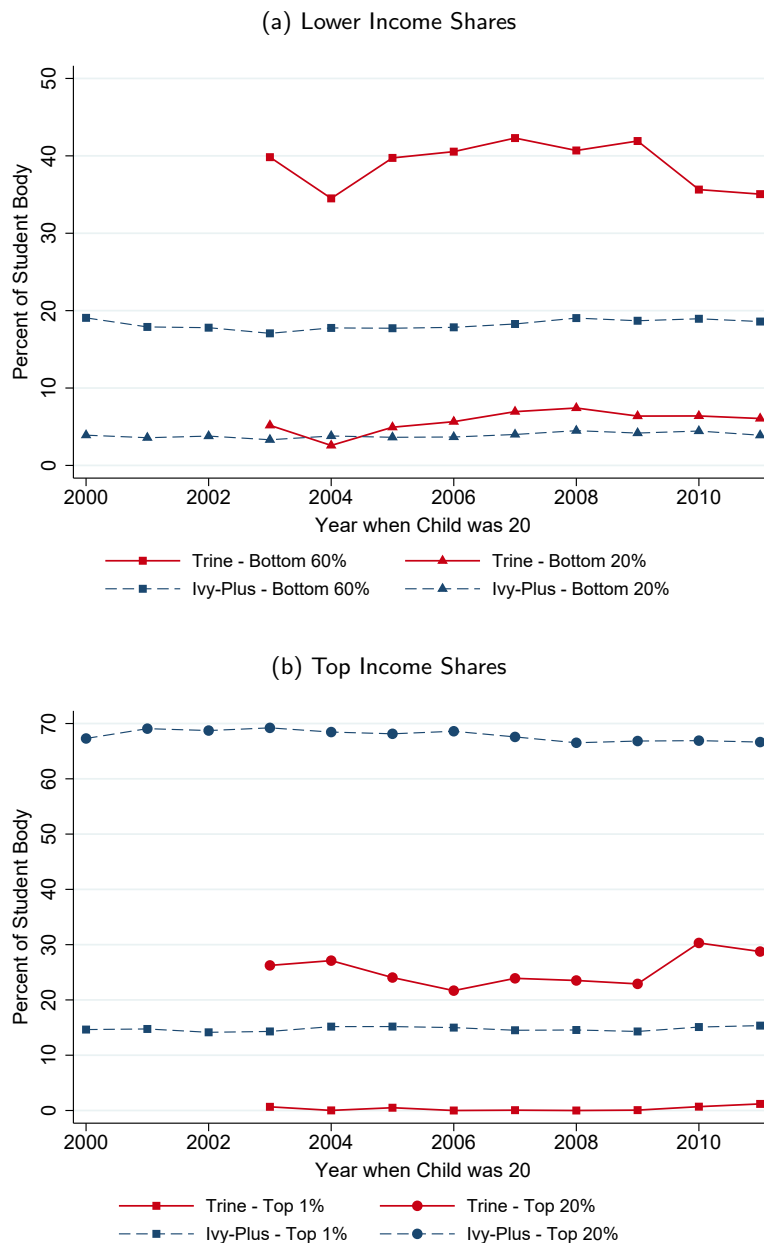 (a) Lower Income Shares
50
40
30
20
10
0
Percent of Student Body
2000 2002 2004 2006 2008 2010
Year when Child was 20
Trine - Bottom 60% Trine - Bottom 20%
Ivy-Plus - Bottom 60% Ivy-Plus - Bottom 20%
(b) Top Income Shares
70
60
50
40
30
20
10
0
Percent of Student Body
2000 2002 2004 2006 2008 2010
Year when Child was 20
Trine - Top 1% Trine - Top 20%
Ivy-Plus - Top 1% Ivy-Plus - Top 20%